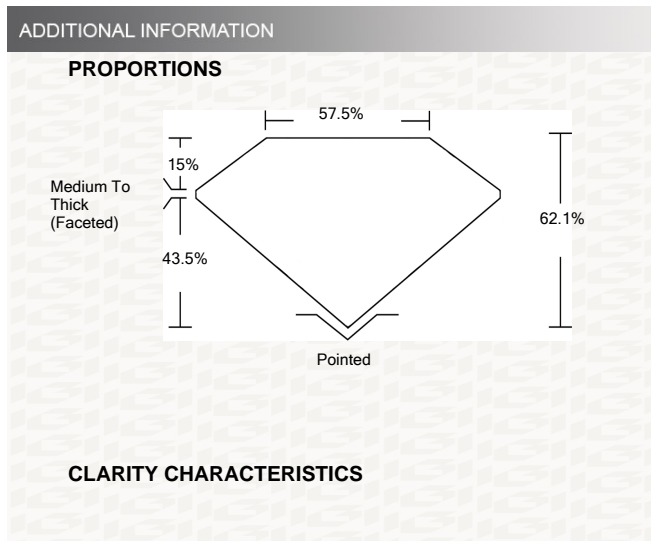 ADDITIONAL INFORMATION
PROPORTIONS
57.5%
15%
Medium To
Thick
(Faceted)
62.1%
43.5%
Pointed
CLARITY CHARACTERISTICS